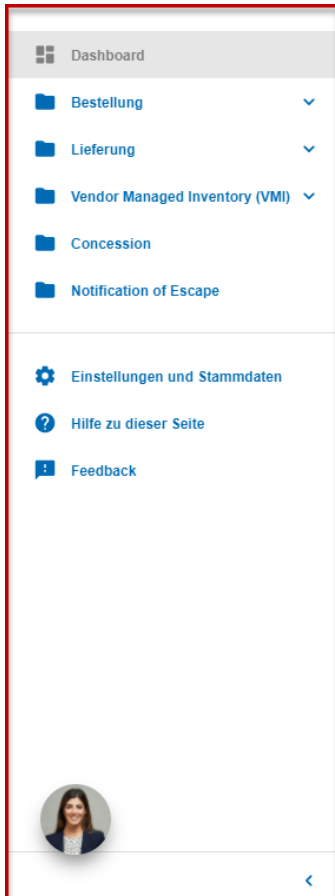 Dashboard
Bestellung
Lieferung
Vendor Managed Inventory (VMI)
Concession
Notification of Escape
Einstellungen und Stammdaten
Hilfe zu dieser Seite
Feedback